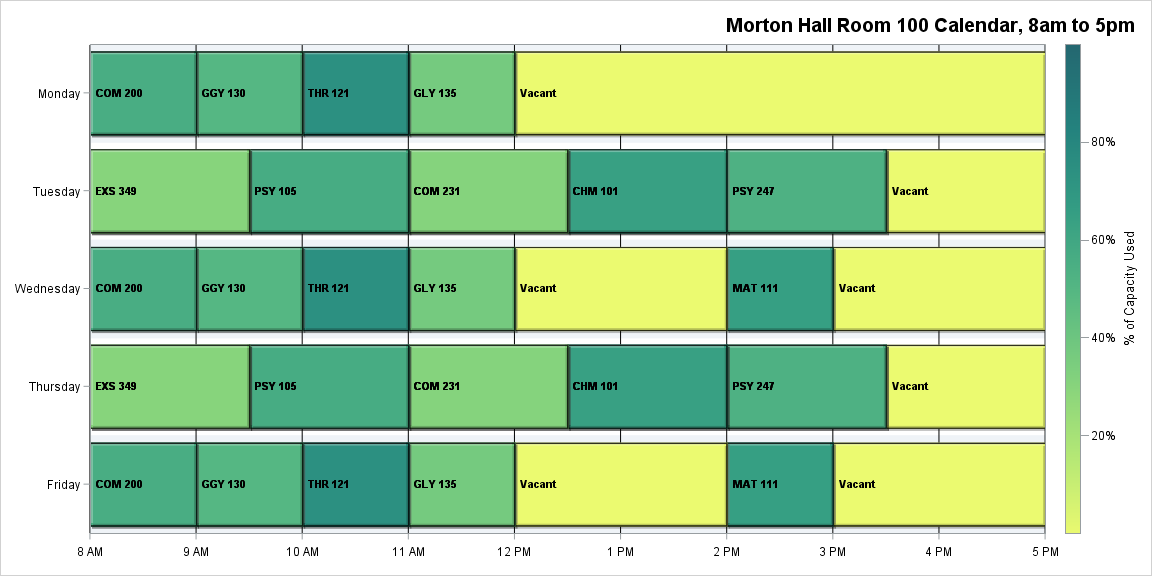 Morton Hall Room 100 Calendar, 8am to 5pm
Monday
COM 200
GGY 130
THR 121
GLY 135
Vacant
Tuesday
EXS 349
PSY 105
COM 231
CHM 101
PSY 247
Vacant
Wednesday
COM 200
GGY 130
THR 121
GLY 135
Vacant
MAT 111
Vacant
Thursday
EXS 349
PSY 105
COM 231
CHM 101
PSY 247
Vacant
Friday
COM 200
GGY 130
THR 121
GLY 135
Vacant
MAT 111
Vacant
8 AM
9 AM
10 AM
11 AM
12 PM
1 PM
2 PM
3 PM
4 PM
5 PM
80%
60%
40%
20%
% of Capacity Used